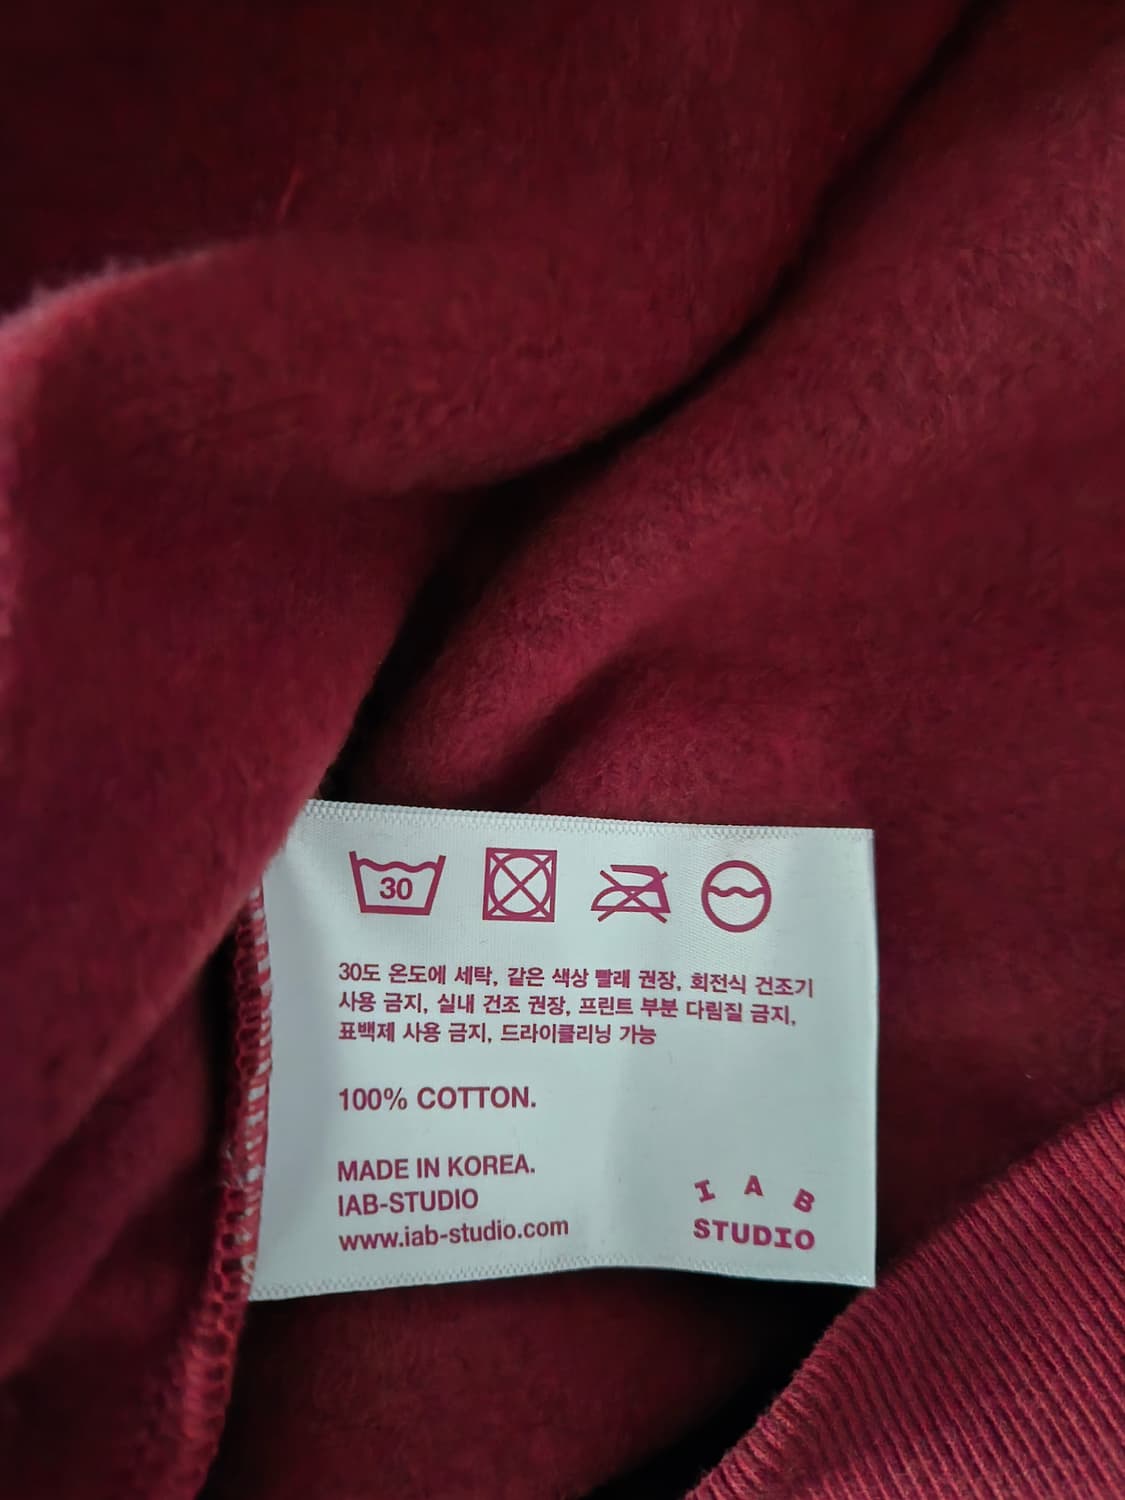 30
30도 온도에 세탁, 같은 색상 빨래 권장, 회전식 건조기
사용 금지, 실내 건조 권장, 프린트 부분 다림질 금지,
표백제 사용 금지, 드라이클리닝 가능
100% COTTON.
MADE IN KOREA.
IAB-STUDIO
www.iab-studio.com
IAB
STUDIO